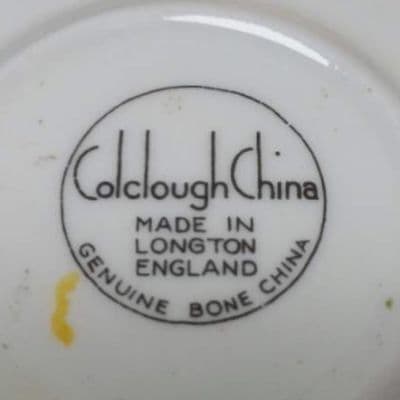 Colclough China
MADE IN
LONGTON
ENGLAND
GENUINE BONE CHINA